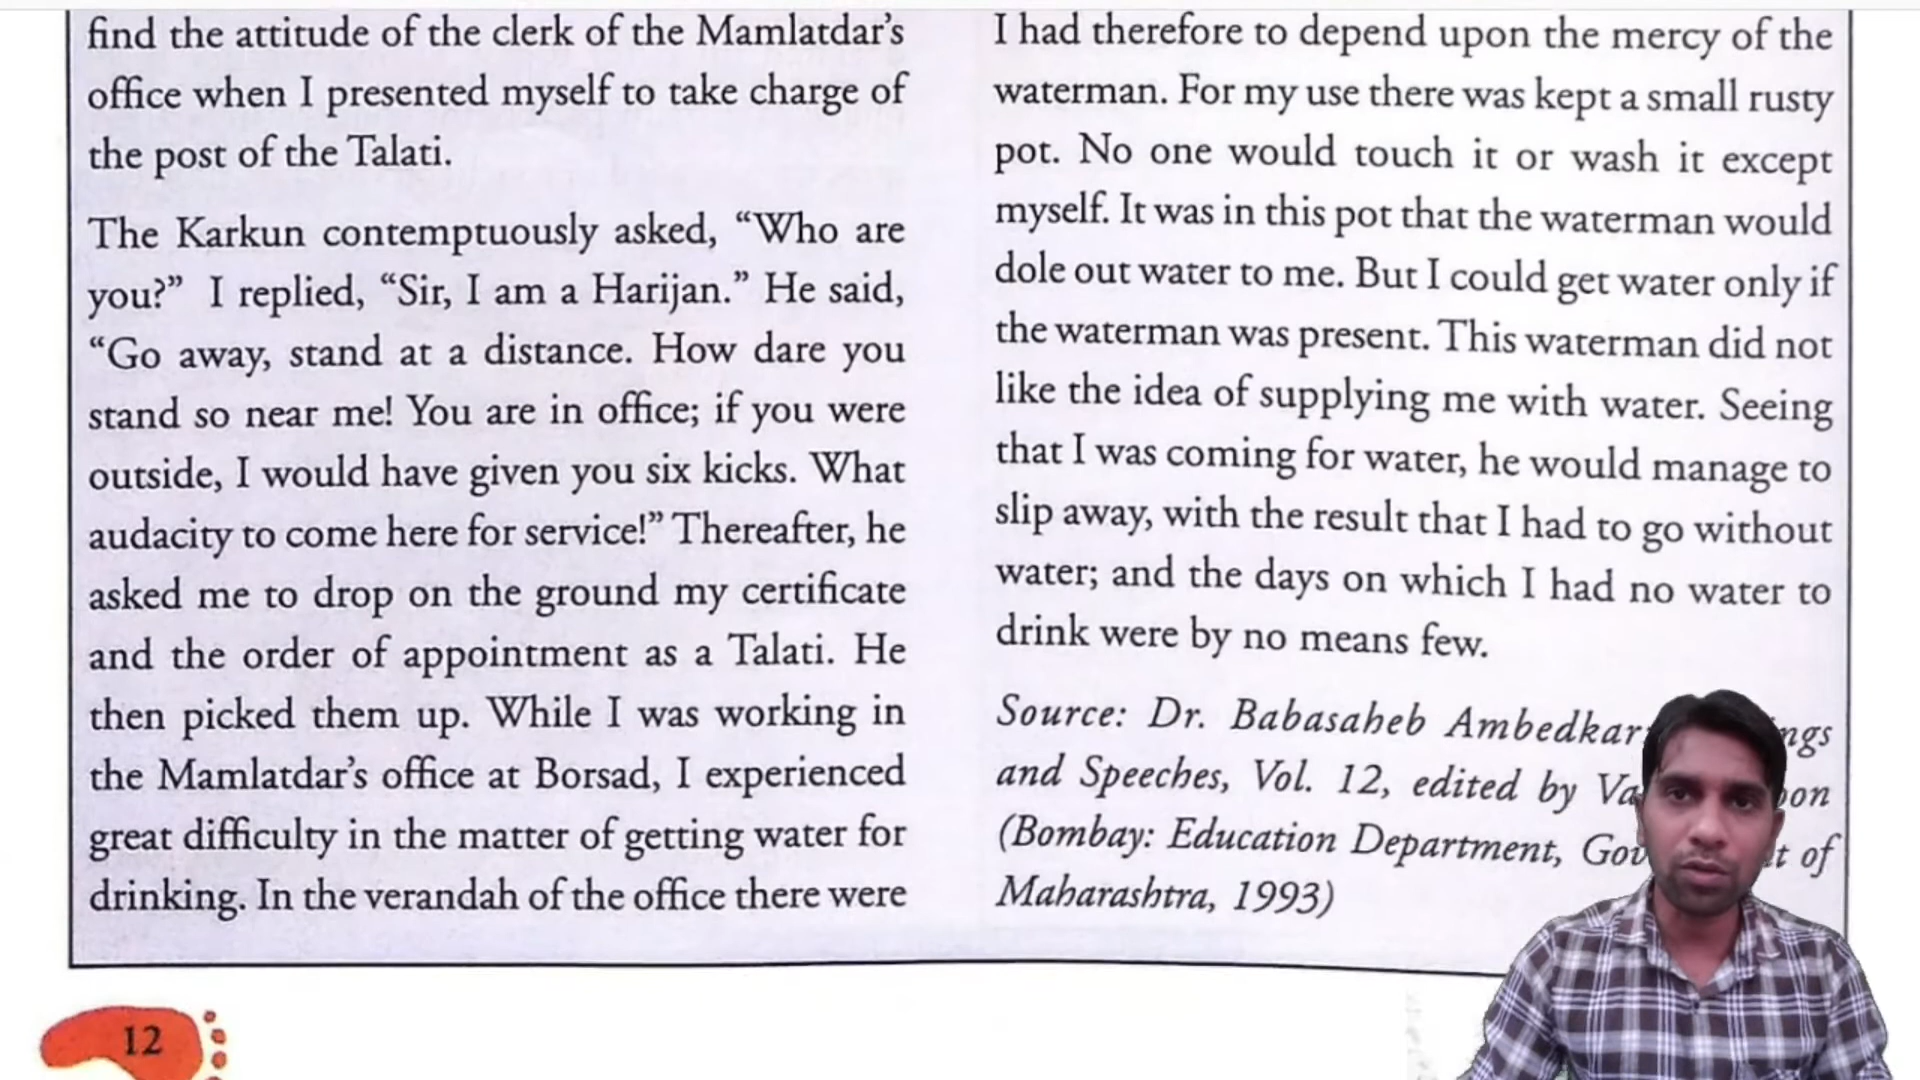 find the attitude of the clerk of the Mamlatdar's
office when I presented myself to take charge of
the post of the Talati.
The Karkun contemptuously asked, “Who are
you?” I replied, “Sir, I am a Harijan.” He said,
“Go away, stand at a distance. How dare you
stand so near me! You are in office; if you were
outside, I would have given you six kicks. What
audacity to come here for service!” Thereafter, he
asked me to drop on the ground my certificate
and the order of appointment as a Talati. He
then picked them up. While I was working in
the Mamlatdar's office at Borsad, I experienced
great difficulty in the matter of getting water for
drinking. In the verandah of the office there were
I had therefore to depend upon the mercy of the
waterman. For my use there was kept a small rusty
pot. No one would touch it or wash it except
myself. It was in this pot that the waterman would
dole out water to me. But I could get water only if
the waterman was present. This waterman did not
like the idea of supplying me with water. Seeing
that I was coming for water, he would manage to
slip away, with the result that I had to go without
water; and the days on which I had no water to
drink were by no means few.
Source: Dr. Babasaheb Ambedkar
and Speeches, Vol. 12, edited by
(Bombay: Education Department, of
Maharashtra, 1993)
12